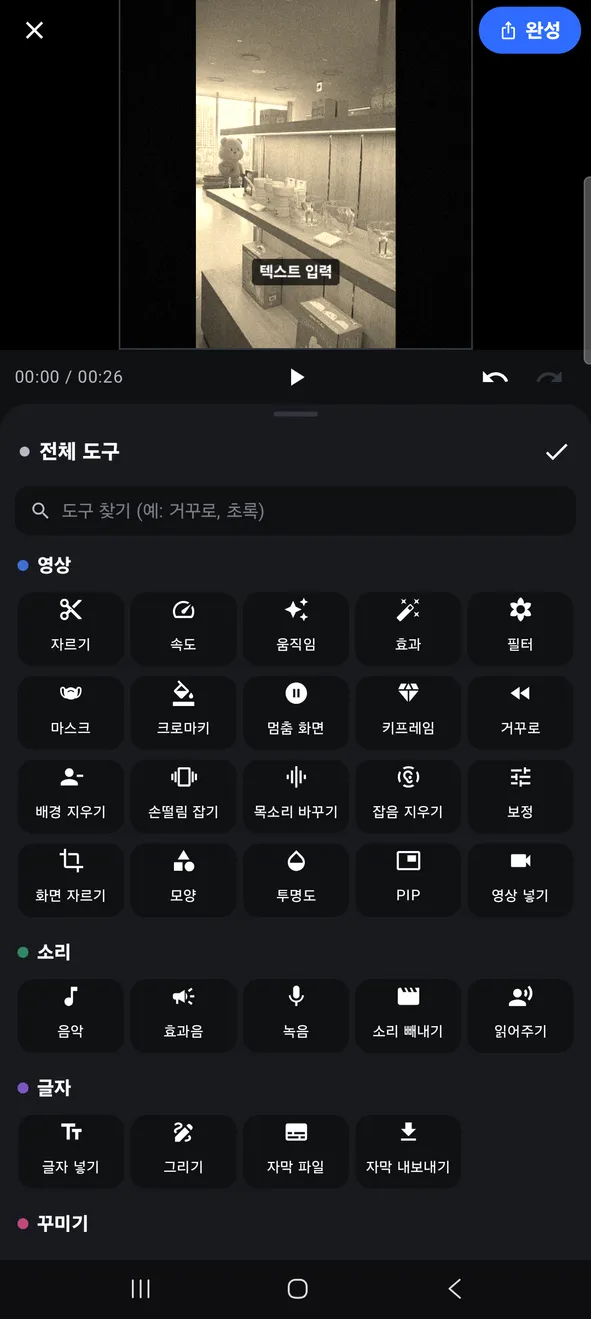 완성
텍스트 입력
00:00 / 00:26
전체 도구
도구 찾기 (예: 거꾸로, 초록)
영상
자르기 속도 움직임 효과 필터
마스크 크로마키 멈춤 화면 키프레임 거꾸로
배경 지우기 손떨림 잡기 목소리 바꾸기 잡음 지우기 보정
화면 자르기 모양 투명도 PIP 영상 넣기
소리
음악 효과음 녹음 소리 빼내기 읽어주기
글자
글자 넣기 그리기 자막 파일 자막 내보내기
꾸미기